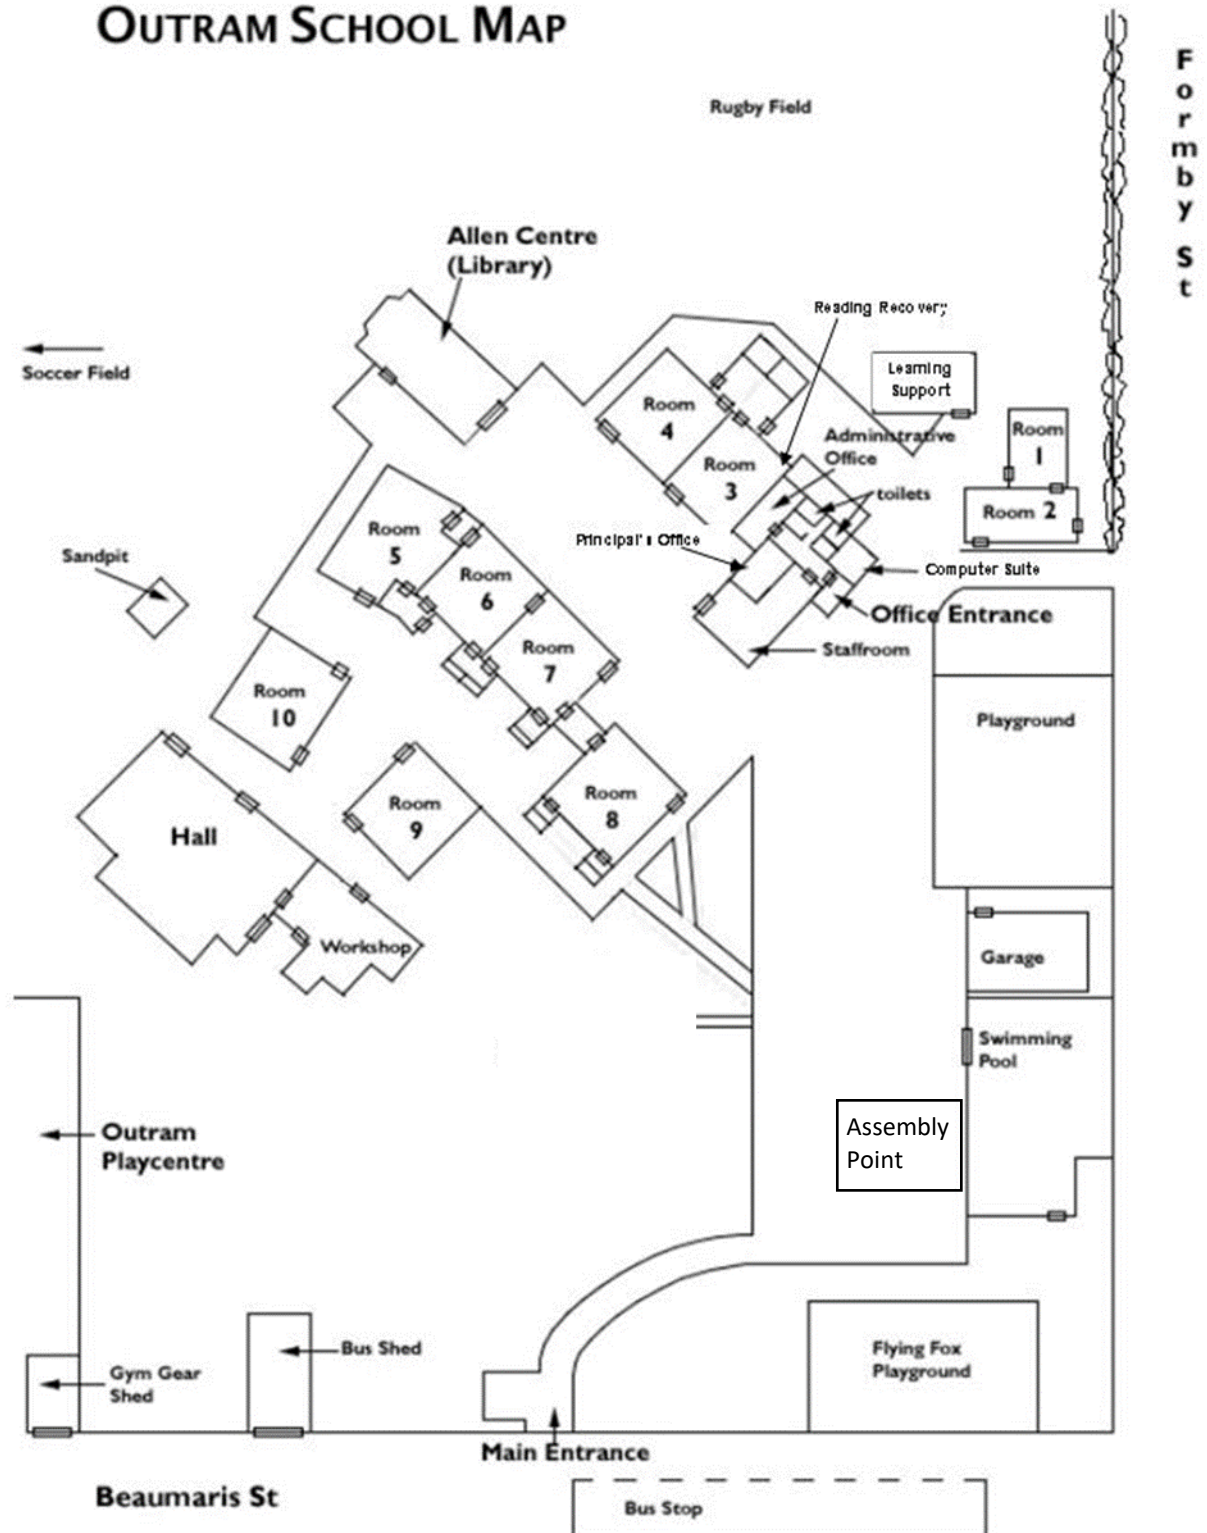 OUTRAM SCHOOL MAP
Formby St
Rugby Field
Allen Centre
(Library)
Reading Recovery
Soccer Field
Learning
Support
Room
4
Room
1
Administrative
Office
Room
3
toilets
Room 2
Room
5
Principal's Office
Sandpit
Room
6
Computer Suite
Office Entrance
Room
7
Staffroom
Room
10
Playground
Room
8
Room
9
Hall
Workshop
Garage
Swimming
Pool
Assembly
Point
Outram
Playcentre
Bus Shed
Flying Fox
Playground
Gym Gear
Shed
Main Entrance
Beaumaris St
Bus Stop